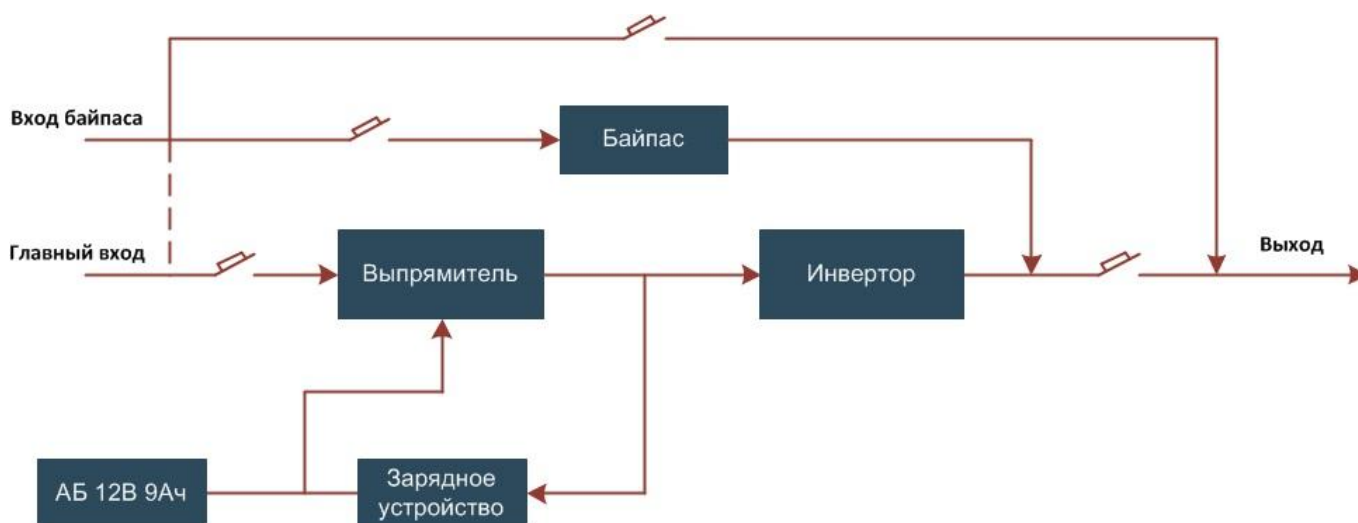 Вход байпаса
Байпас
Главный вход
Выпрямитель
Инвертор
Выход
АБ 12В 9Ач
Зарядное
устройство